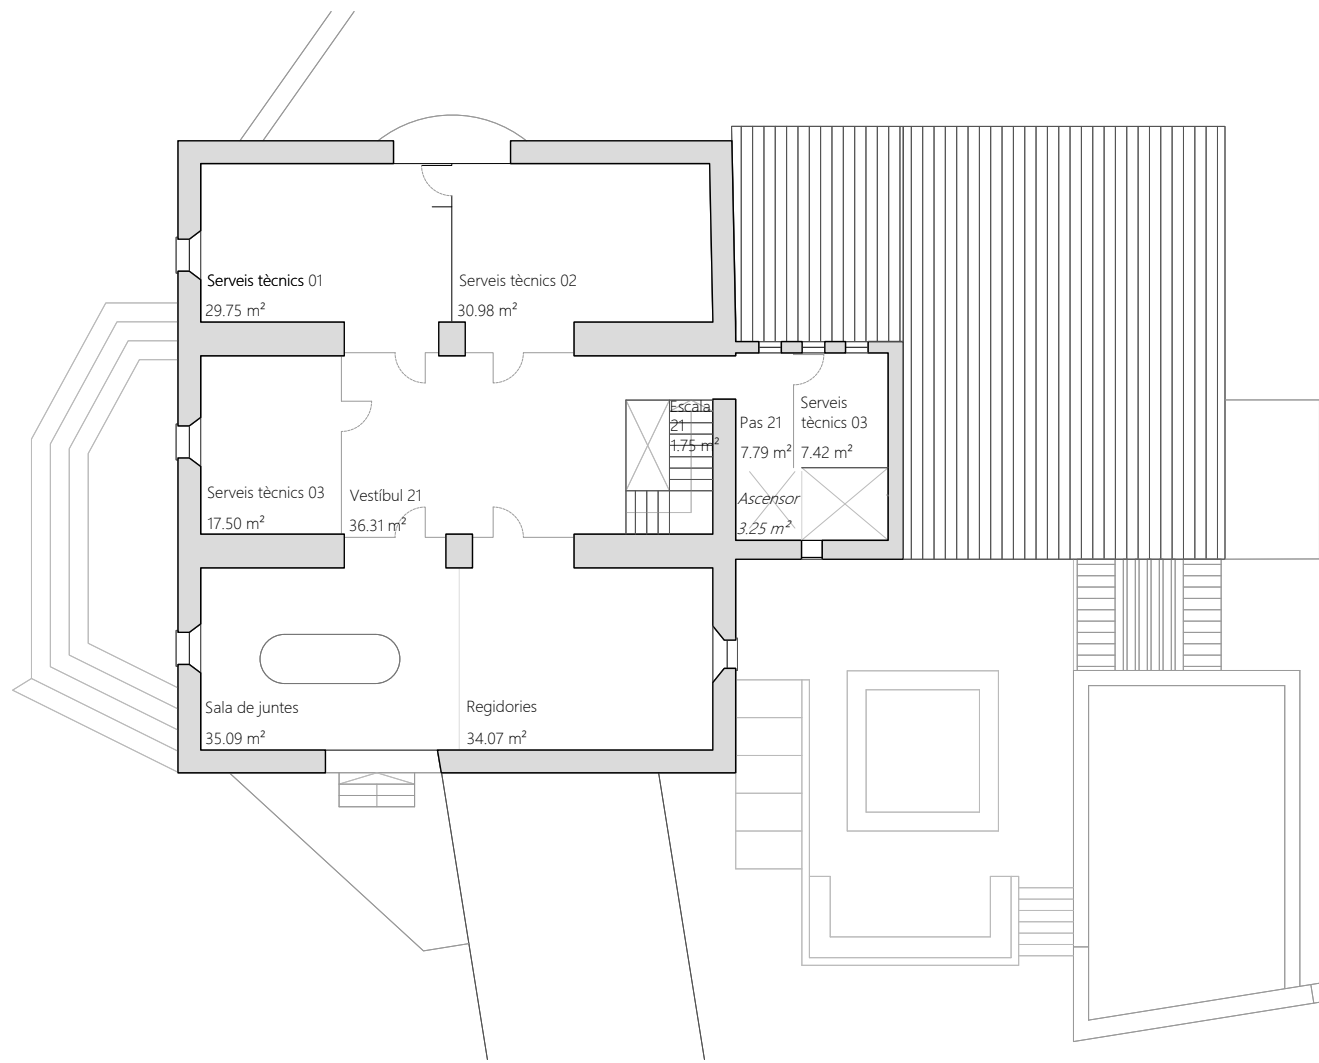 Serveis tècnics 01
29.75 m²
Serveis tècnics 02
30.98 m²
Escala
21
1.75 m²
Pas 21
7.79 m²
Serveis
tècnics 03
7.42 m²
Serveis tècnics 03
17.50 m²
Vestíbul 21
36.31 m²
Ascensor
3.25 m²
Sala de juntes
35.09 m²
Regidories
34.07 m²